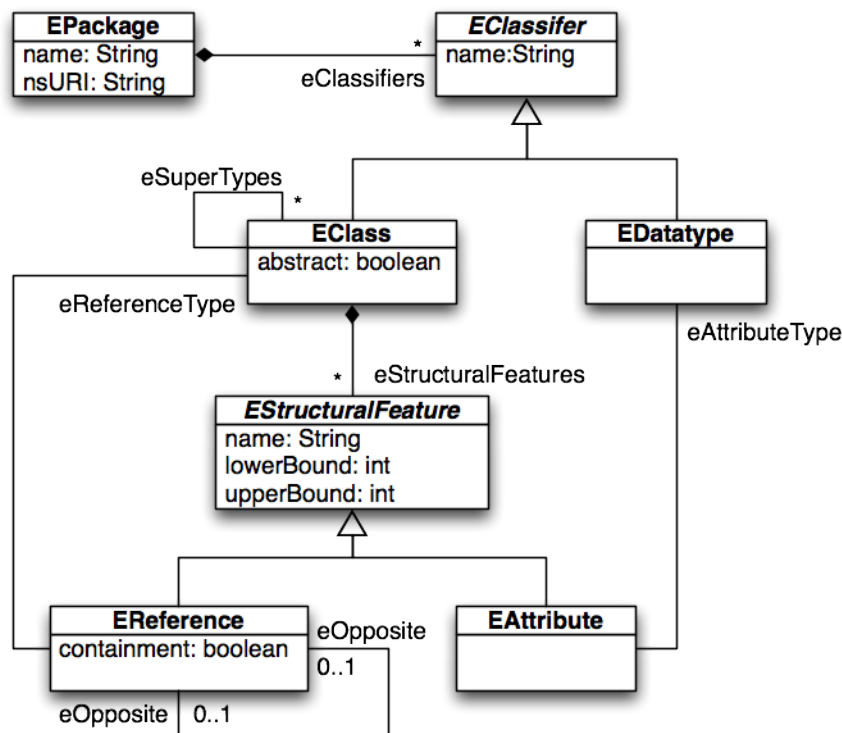 EPackage
name: String
nsURI: String
*
eClassifiers
EClassifer
name:String
eSuperTypes
*
EClass
abstract: boolean
EDatatype
eReferenceType
eAttributeType
*
eStructuralFeatures
EStructuralFeature
name: String
lowerBound: int
upperBound: int
EReference
containment: boolean
eOpposite
0..1
EAttribute
eOpposite
0..1